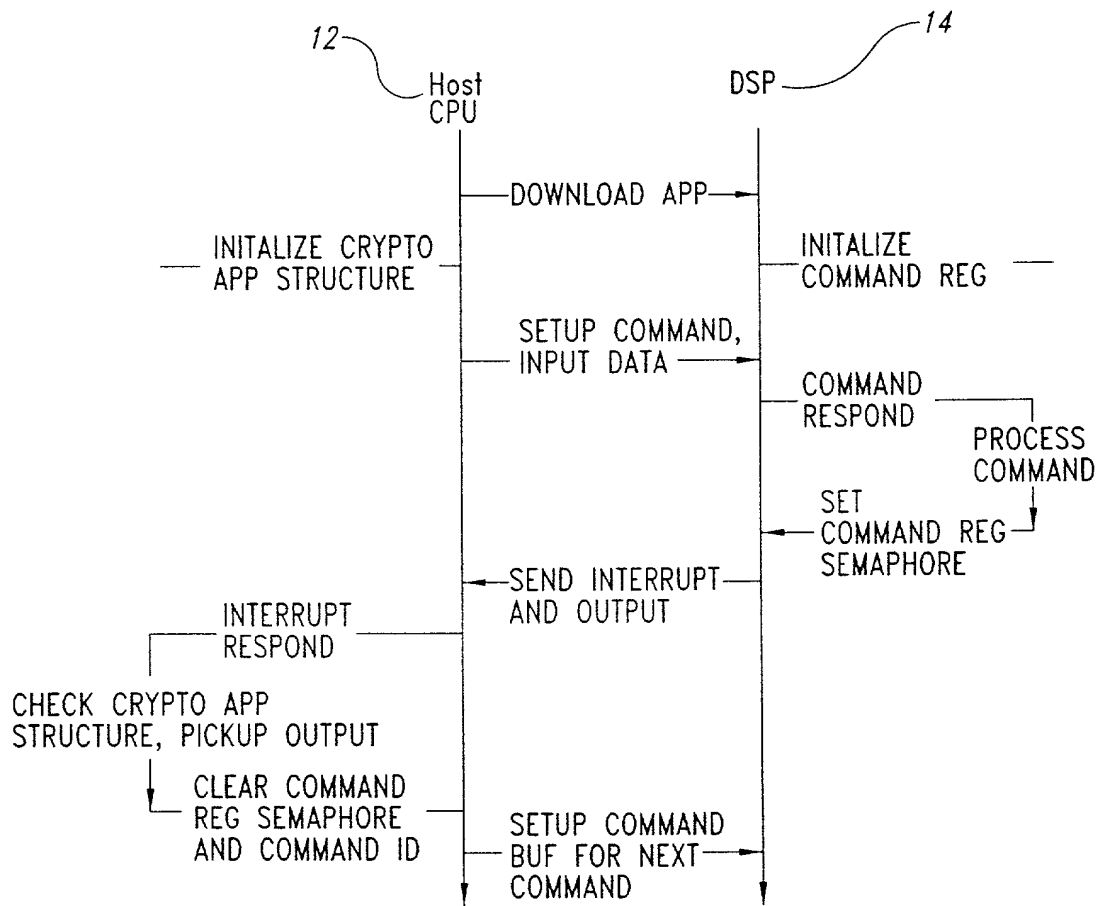 12
14
Host
CPU
DSP
DOWNLOAD APP
INITALIZE CRYPTO
APP STRUCTURE
INITALIZE
COMMAND REG
SETUP COMMAND,
INPUT DATA
COMMAND
RESPOND
PROCESS
COMMAND
SET
COMMAND REG
SEMAPHORE
SEND INTERRUPT
AND OUTPUT
INTERRUPT
RESPOND
CHECK CRYPTO APP
STRUCTURE, PICKUP OUTPUT
CLEAR COMMAND
REG SEMAPHORE
AND COMMAND ID
SETUP COMMAND
BUF FOR NEXT
COMMAND